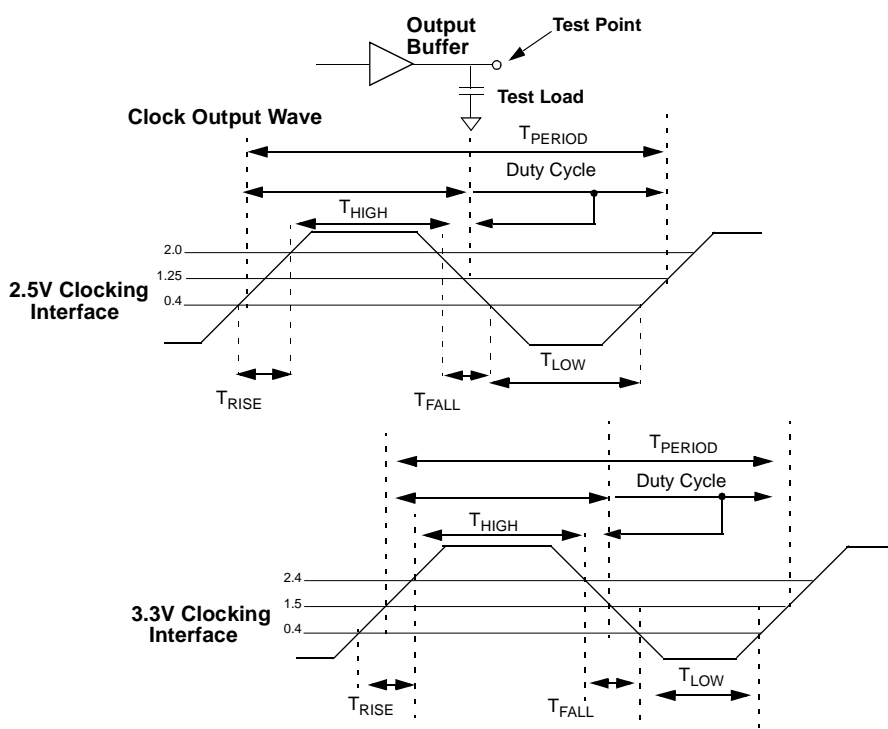 Output
Buffer
Test Point
Test Load
Clock Output Wave
TPERIOD
Duty Cycle
THIGH
2.0
1.25
0.4
2.5V Clocking
Interface
TLOW
TRISE
TFALL
TPERIOD
Duty Cycle
THIGH
2.4
1.5
0.4
3.3V Clocking
Interface
TLOW
TRISE
TFALL